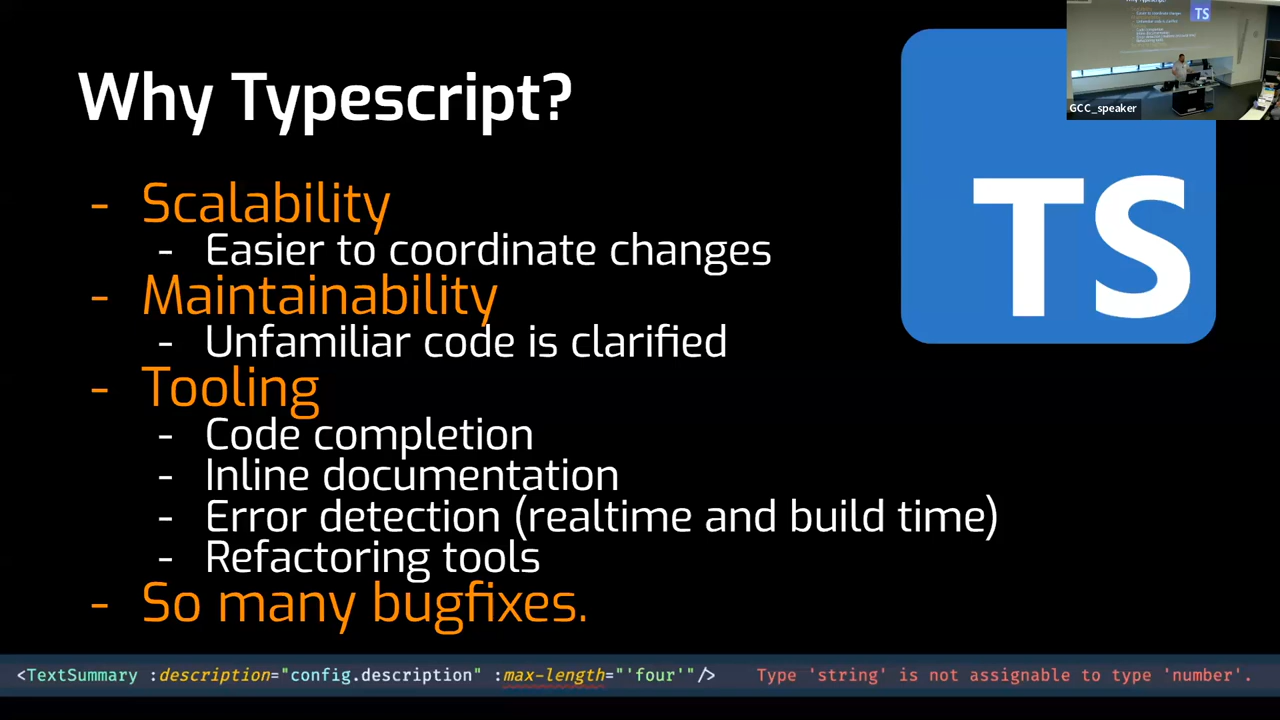 Why Typescript?
- Scalability
- Easier to coordinate changes
- Maintainability
- Unfamiliar code is clarified
- Tooling
- Code completion
- Inline documentation
- Error detection (realtime and build time)
- Refactoring tools
- So many bugfixes.
TS
TS
GCC_speaker
<TextSummary :description="config.description" :max-length="'four'"/> Type 'string' is not assignable to type 'number'.